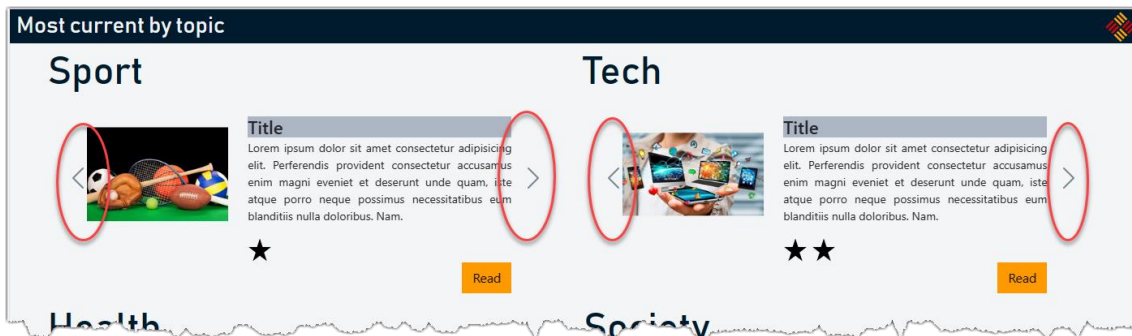 Most current by topic
Sport
Title
Lorem ipsum dolor sit amet consectetur adipisicing
elit. Perferendis provident consectetur accusamus
enim magni eveniet et deserunt unde quam, iste
atque porro neque possimus necessitatibus eum
blanditiis nulla doloribus. Nam.
Read
Tech
Title
Lorem ipsum dolor sit amet consectetur adipisicing
elit. Perferendis provident consectetur accusamus
enim magni eveniet et deserunt unde quam, iste
atque porro neque possimus necessitatibus eum
blanditiis nulla doloribus. Nam.
Read
Health
Society